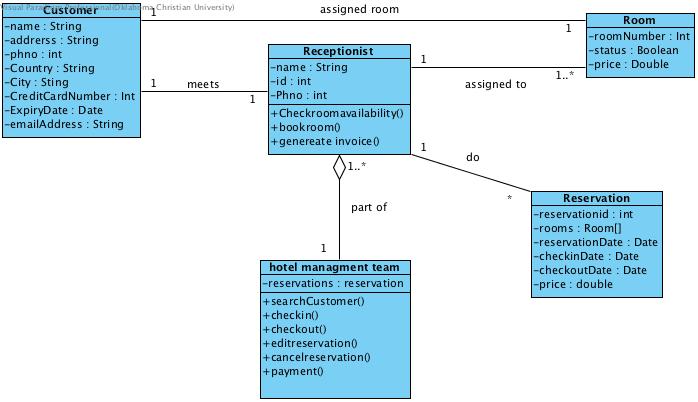 Visual Paradigm Professional(Oklahoma Christian University)
Customer
-name : String
-addrerss : String
-phno : int
-Country : String
-City : Sting
-CreditCardNumber : Int
-ExpiryDate : Date
-emailAddress : String
1
assigned room
1
Room
-roomNumber : Int
-status : Boolean
-price : Double
1
meets
1
Receptionist
-name : String
-id : int
-Phno : int
+Checkroomavailability()
+bookroom()
+genereate invoice()
1
assigned to
1..*
1
do
*
Reservation
-reservationid : int
-rooms : Room[]
-reservationDate : Date
-checkinDate : Date
-checkoutDate : Date
-price : double
1..*
part of
1
hotel managment team
-reservations : reservation
+searchCustomer()
+checkin()
+checkout()
+editreservation()
+cancelreservation()
+payment()